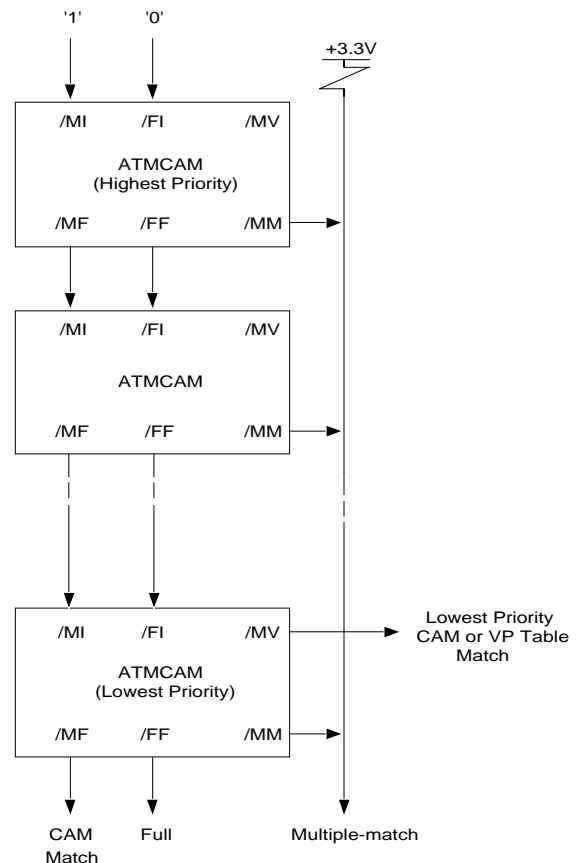 '1' '0'
+3.3V
/MI /FI /MV
ATMCAM
(Highest Priority)
/MF /FF /MM
/MI /FI /MV
ATMCAM
/MF /FF /MM
/MI /FI /MV
ATMCAM
(Lowest Priority)
/MF /FF /MM
Lowest Priority
CAM or VP Table
Match
CAM
Match
Full
Multiple-match